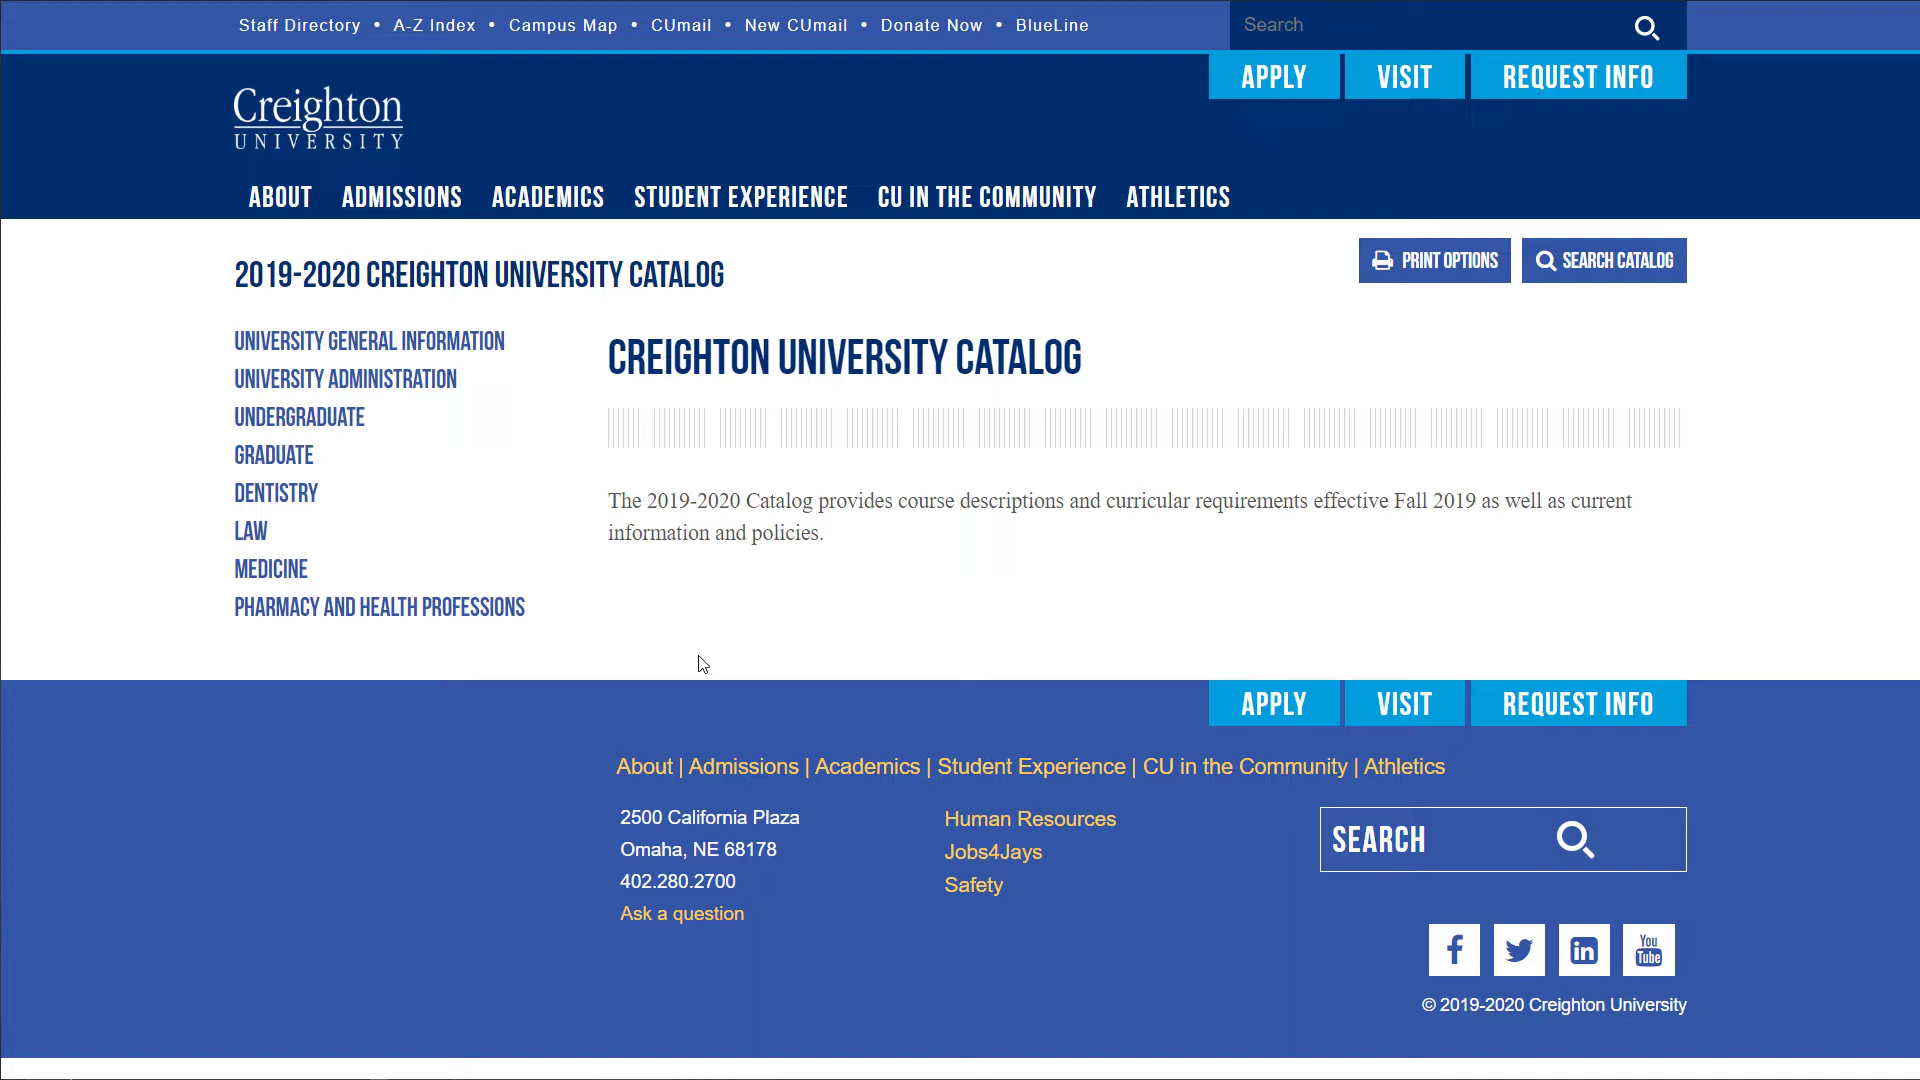 Staff Directory • A-Z Index • Campus Map • CUmail • New CUmail • Donate Now • BlueLine
Search
APPLY VISIT REQUEST INFO
Creighton
UNIVERSITY
ABOUT ADMISSIONS ACADEMICS STUDENT EXPERIENCE CU IN THE COMMUNITY ATHLETICS
PRINT OPTIONS SEARCH CATALOG
2019-2020 CREIGHTON UNIVERSITY CATALOG
UNIVERSITY GENERAL INFORMATION
UNIVERSITY ADMINISTRATION
UNDERGRADUATE
GRADUATE
DENTISTRY
LAW
MEDICINE
PHARMACY AND HEALTH PROFESSIONS
CREIGHTON UNIVERSITY CATALOG
The 2019-2020 Catalog provides course descriptions and curricular requirements effective Fall 2019 as well as current
information and policies.
APPLY VISIT REQUEST INFO
About | Admissions | Academics | Student Experience | CU in the Community | Athletics
2500 California Plaza
Omaha, NE 68178
402.280.2700
Ask a question
Human Resources
Jobs4Jays
Safety
SEARCH
You
Tube
© 2019-2020 Creighton University